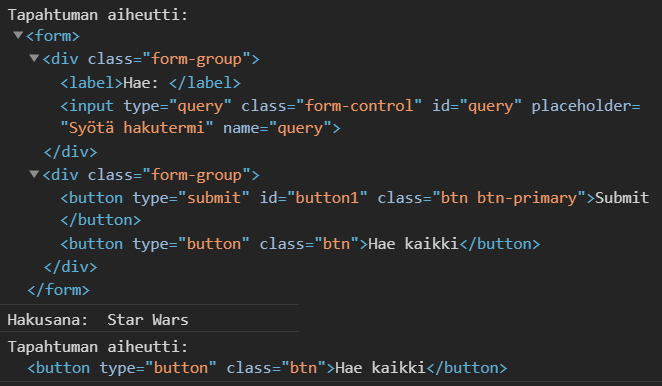 Tapahtuman aiheutti:
▼<form>
▼<div class="form-group">
<label>Hae: </label>
<input type="query" class="form-control" id="query" placeholder=
"Syötä hakutermi" name="query">
</div>
▼<div class="form-group">
<button type="submit" id="button1" class="btn btn-primary">Submit
</button>
<button type="button" class="btn">Hae kaikki</button>
</div>
</form>
Hakusana:  Star Wars
Tapahtuman aiheutti:
<button type="button" class="btn">Hae kaikki</button>